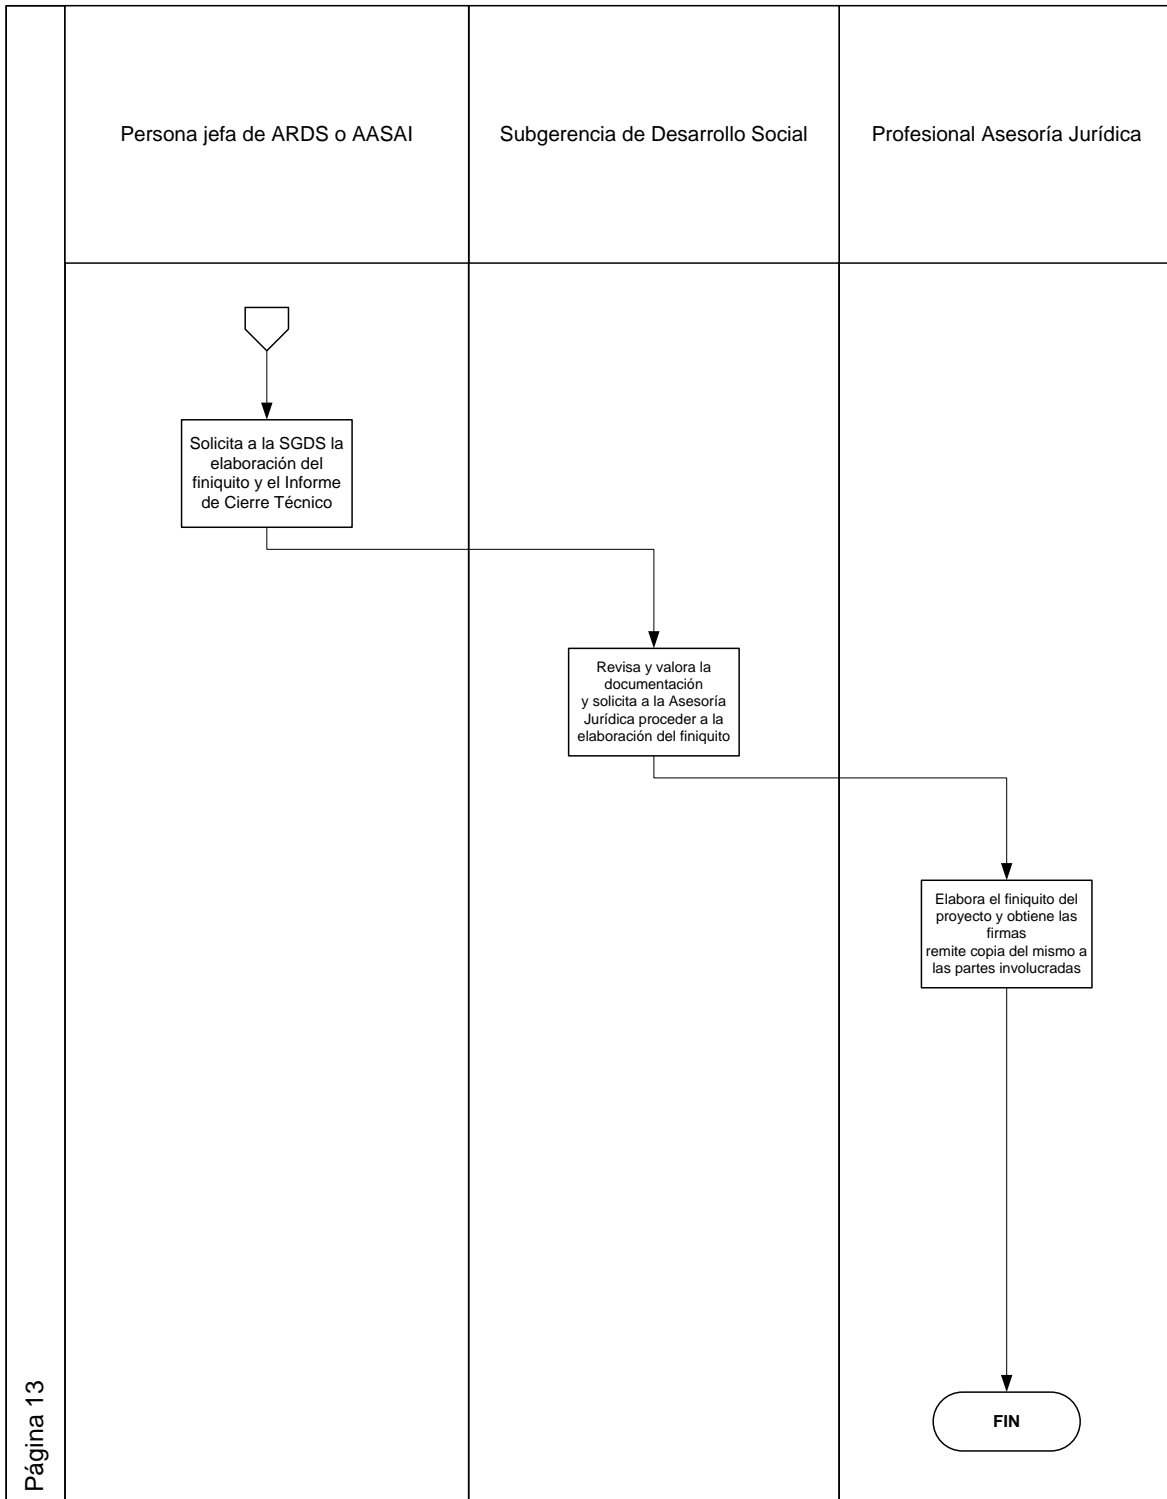 Persona jefa de ARDS o AASAI
Subgerencia de Desarrollo Social
Profesional Asesoría Jurídica
Solicita a la SGDS la
elaboración del
finiquito y el Informe
de Cierre Técnico
Revisa y valora la
documentación
y solicita a la Asesoría
Jurídica proceder a la
elaboración del finiquito
Elabora el finiquito del
proyecto y obtiene las
firmas
remite copia del mismo a
las partes involucradas
FIN
Página 13